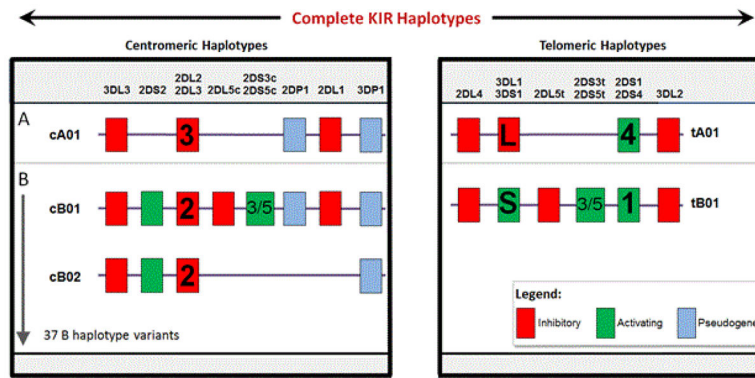 Complete KIR Haplotypes
Centromeric Haplotypes
3DL3 2DS2 2DL2 2DL3 2DL5c 2DS3c 2DS5c 2DP1 2DL1 3DP1
A
cA01 3
B
cB01 2 3/5
cB02 2
37 B haplotype variants
Telomeric Haplotypes
2DL4 3DL1 3DS1 2DL5t 2DS3t 2DS5t 2DS1 2DS4 3DL2
L 4 tA01
S 3/5 1 tB01
Legend:
Inhibitory Activating Pseudogene